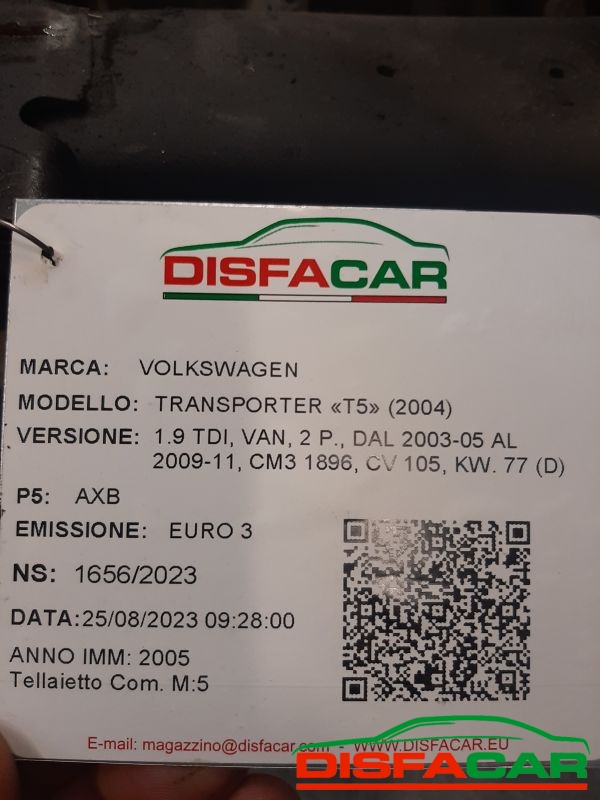 DISFACAR
MARCA: VOLKSWAGEN
MODELLO: TRANSPORTER «T5» (2004)
VERSIONE: 1.9 TDI, VAN, 2 P., DAL 2003-05 AL
2009-11, CM3 1896, CV 105, KW. 77 (D)
P5: AXB
EMISSIONE: EURO 3
NS: 1656/2023
DATA:25/08/2023 09:28:00
ANNO IMM: 2005
Tellaietto Com. M:5
E-mail: magazzino@disfacar.com - WWW.DISFACAR.EU
DISFACAR